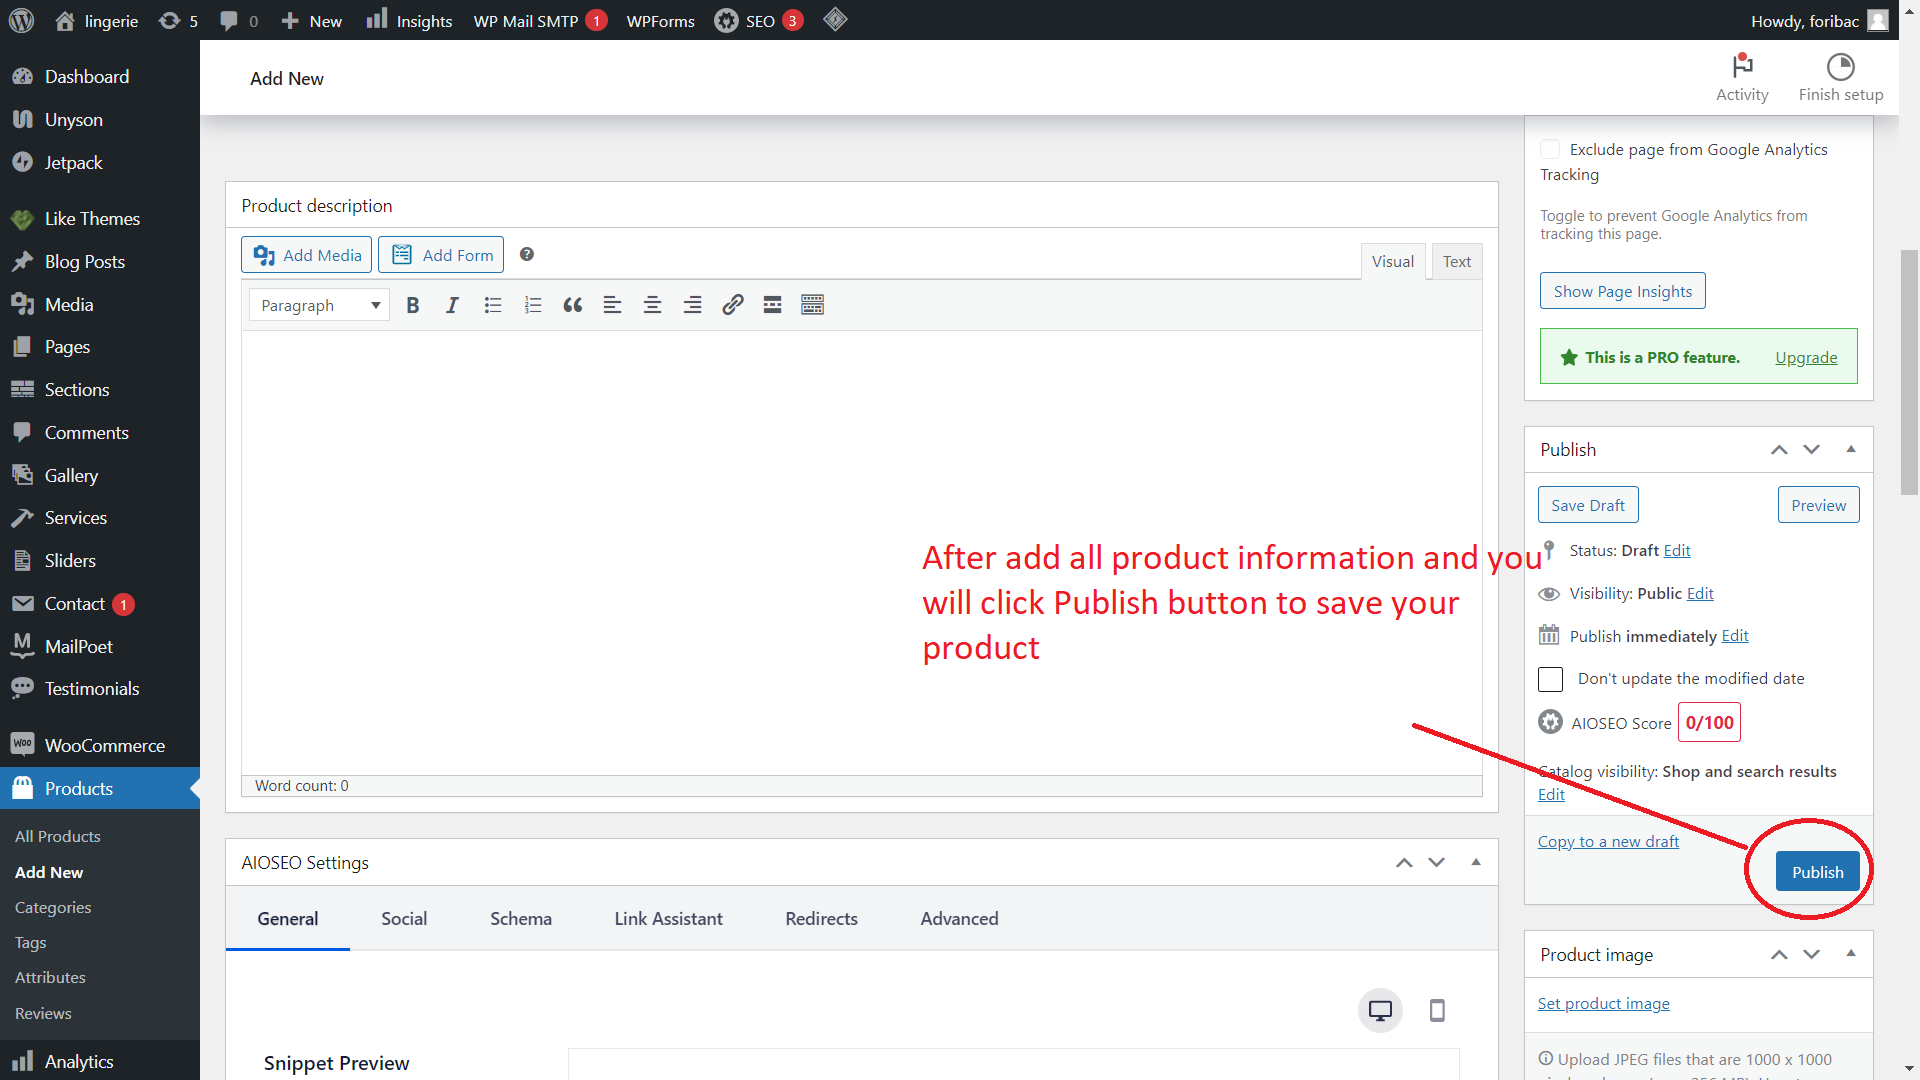 lingerie 5 0 New Insights WP Mail SMTP 1 WPForms SEO 3 Howdy, foribac
Add New
Activity
Finish setup
Dashboard
Unyson
Jetpack
Like Themes
Blog Posts
Media
Pages
Sections
Comments
Gallery
Services
Sliders
Contact 1
MailPoet
Testimonials
WooCommerce
Products
All Products
Add New
Categories
Tags
Attributes
Reviews
Analytics
Product description
Add Media Add Form
Visual Text
Paragraph
After add all product information and you
will click Publish button to save your
product
Word count: 0
AIOSEO Settings
General Social Schema Link Assistant Redirects Advanced
Snippet Preview
Exclude page from Google Analytics
Tracking
Toggle to prevent Google Analytics from
tracking this page.
Show Page Insights
This is a PRO feature. Upgrade
Publish
Save Draft Preview
Status: Draft Edit
Visibility: Public Edit
Publish immediately Edit
Don't update the modified date
AIOSEO Score 0/100
Catalog visibility: Shop and search results
Edit
Copy to a new draft
Publish
Product image
Set product image
Upload JPEG files that are 1000 x 1000